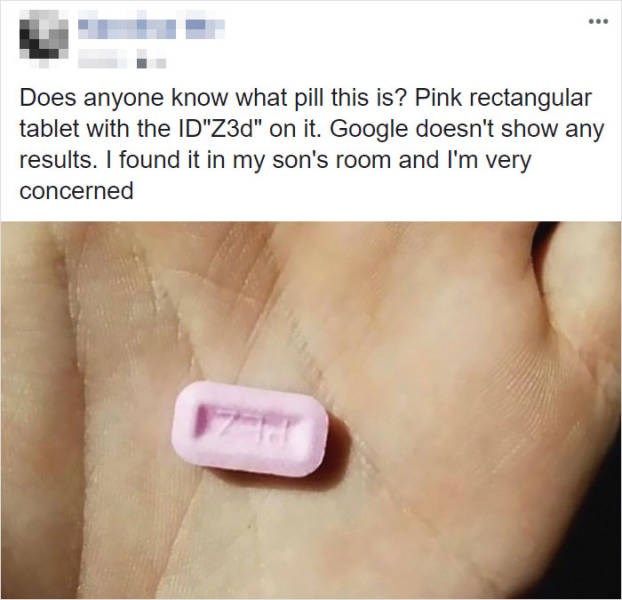 Does anyone know what pill this is? Pink rectangular
tablet with the ID"Z3d" on it. Google doesn't show any
results. I found it in my son's room and I'm very
concerned
PEZ